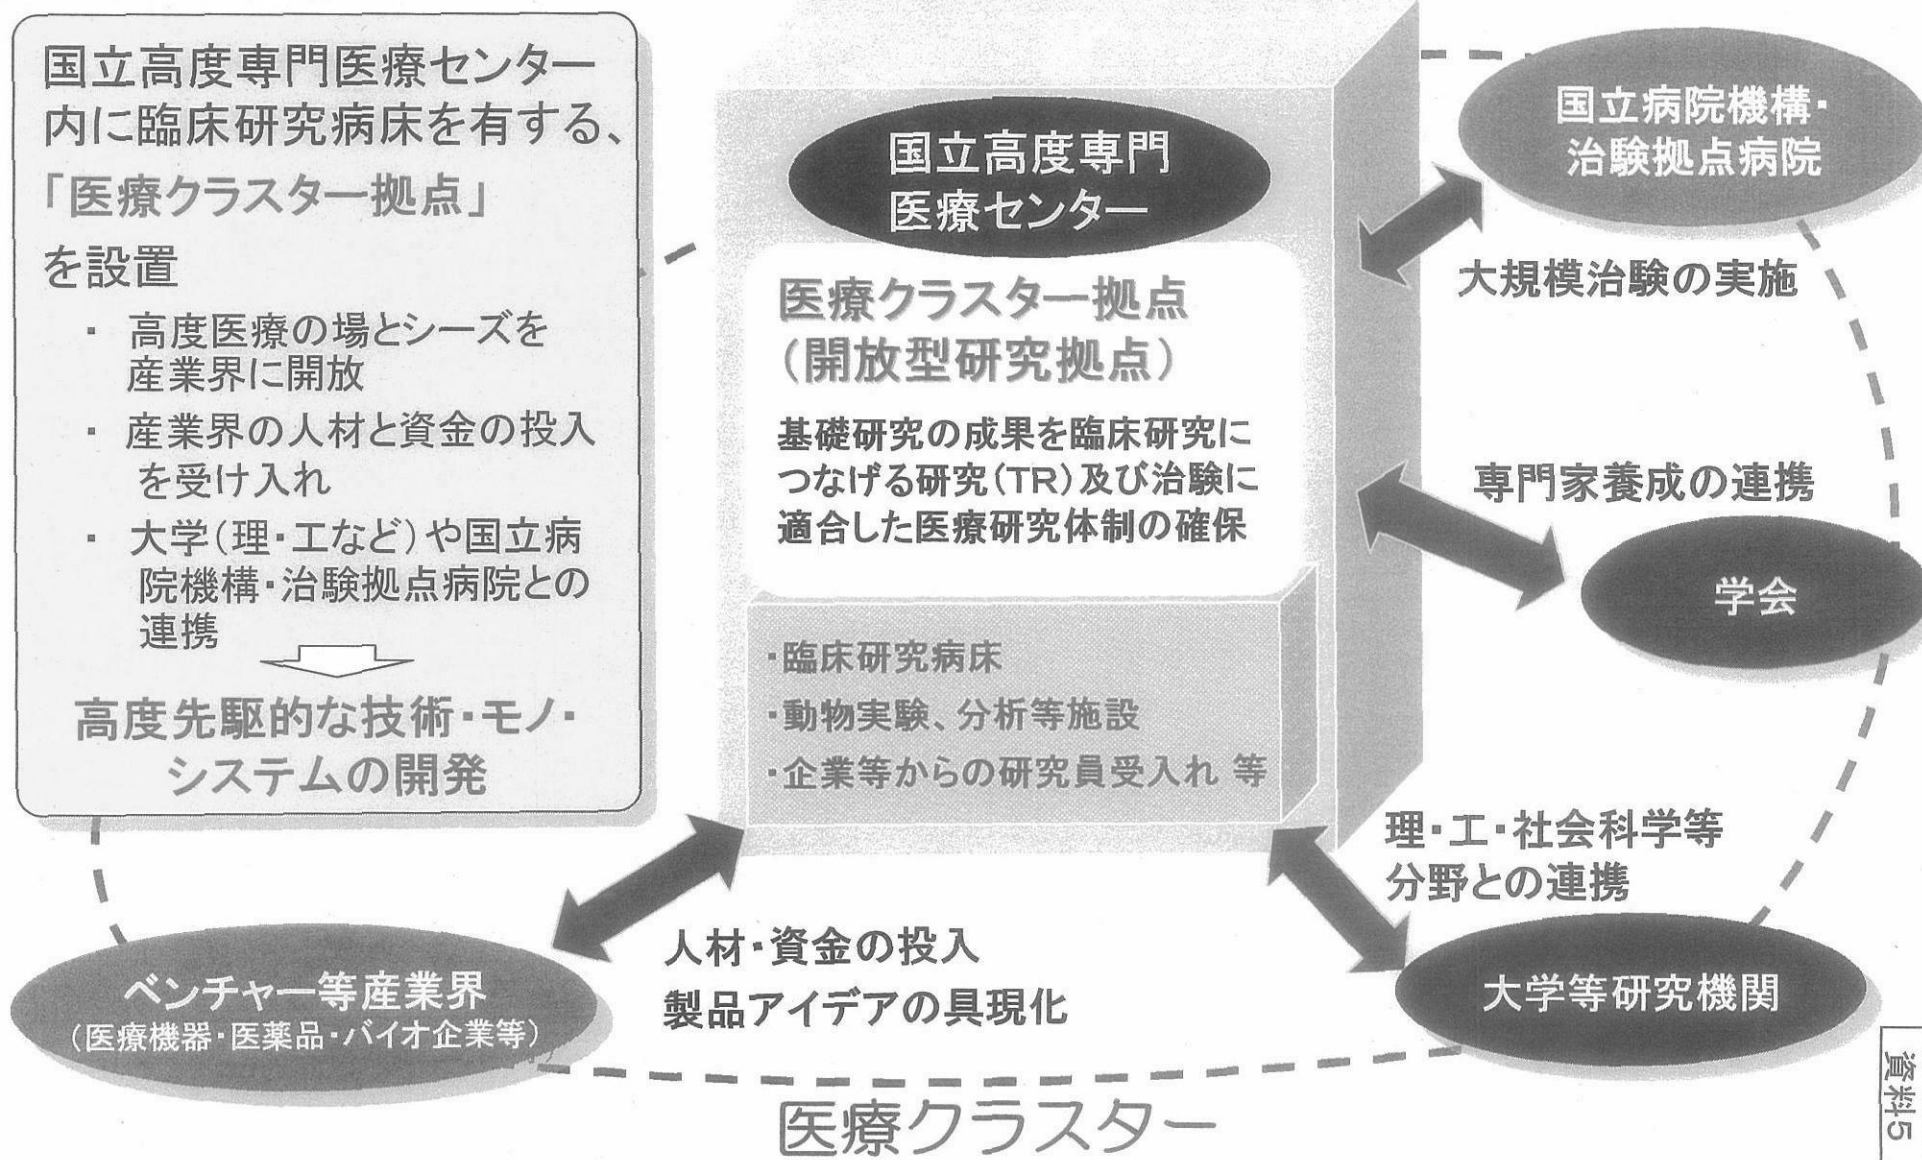 国立高度専門医療センター
内に臨床研究病床を有する、
「医療クラスター拠点」
を設置
・ 高度医療の場とシーズを
産業界に開放
・ 産業界の人材と資金の投入
を受け入れ
・ 大学(理・工など)や国立病
院機構・治験拠点病院との
連携
高度先駆的な技術・モノ・
システムの開発
国立高度専門
医療センター
医療クラスター拠点
(開放型研究拠点)
基礎研究の成果を臨床研究に
つなげる研究(TR)及び治験に
適合した医療研究体制の確保
・臨床研究病床
・動物実験、分析等施設
・企業等からの研究員受入れ 等
国立病院機構・
治験拠点病院
大規模治験の実施
専門家養成の連携
学会
理・工・社会科学等
分野との連携
大学等研究機関
人材・資金の投入
製品アイデアの具現化
ベンチャー等産業界
(医療機器・医薬品・バイオ企業等)
医療クラスター
資料5